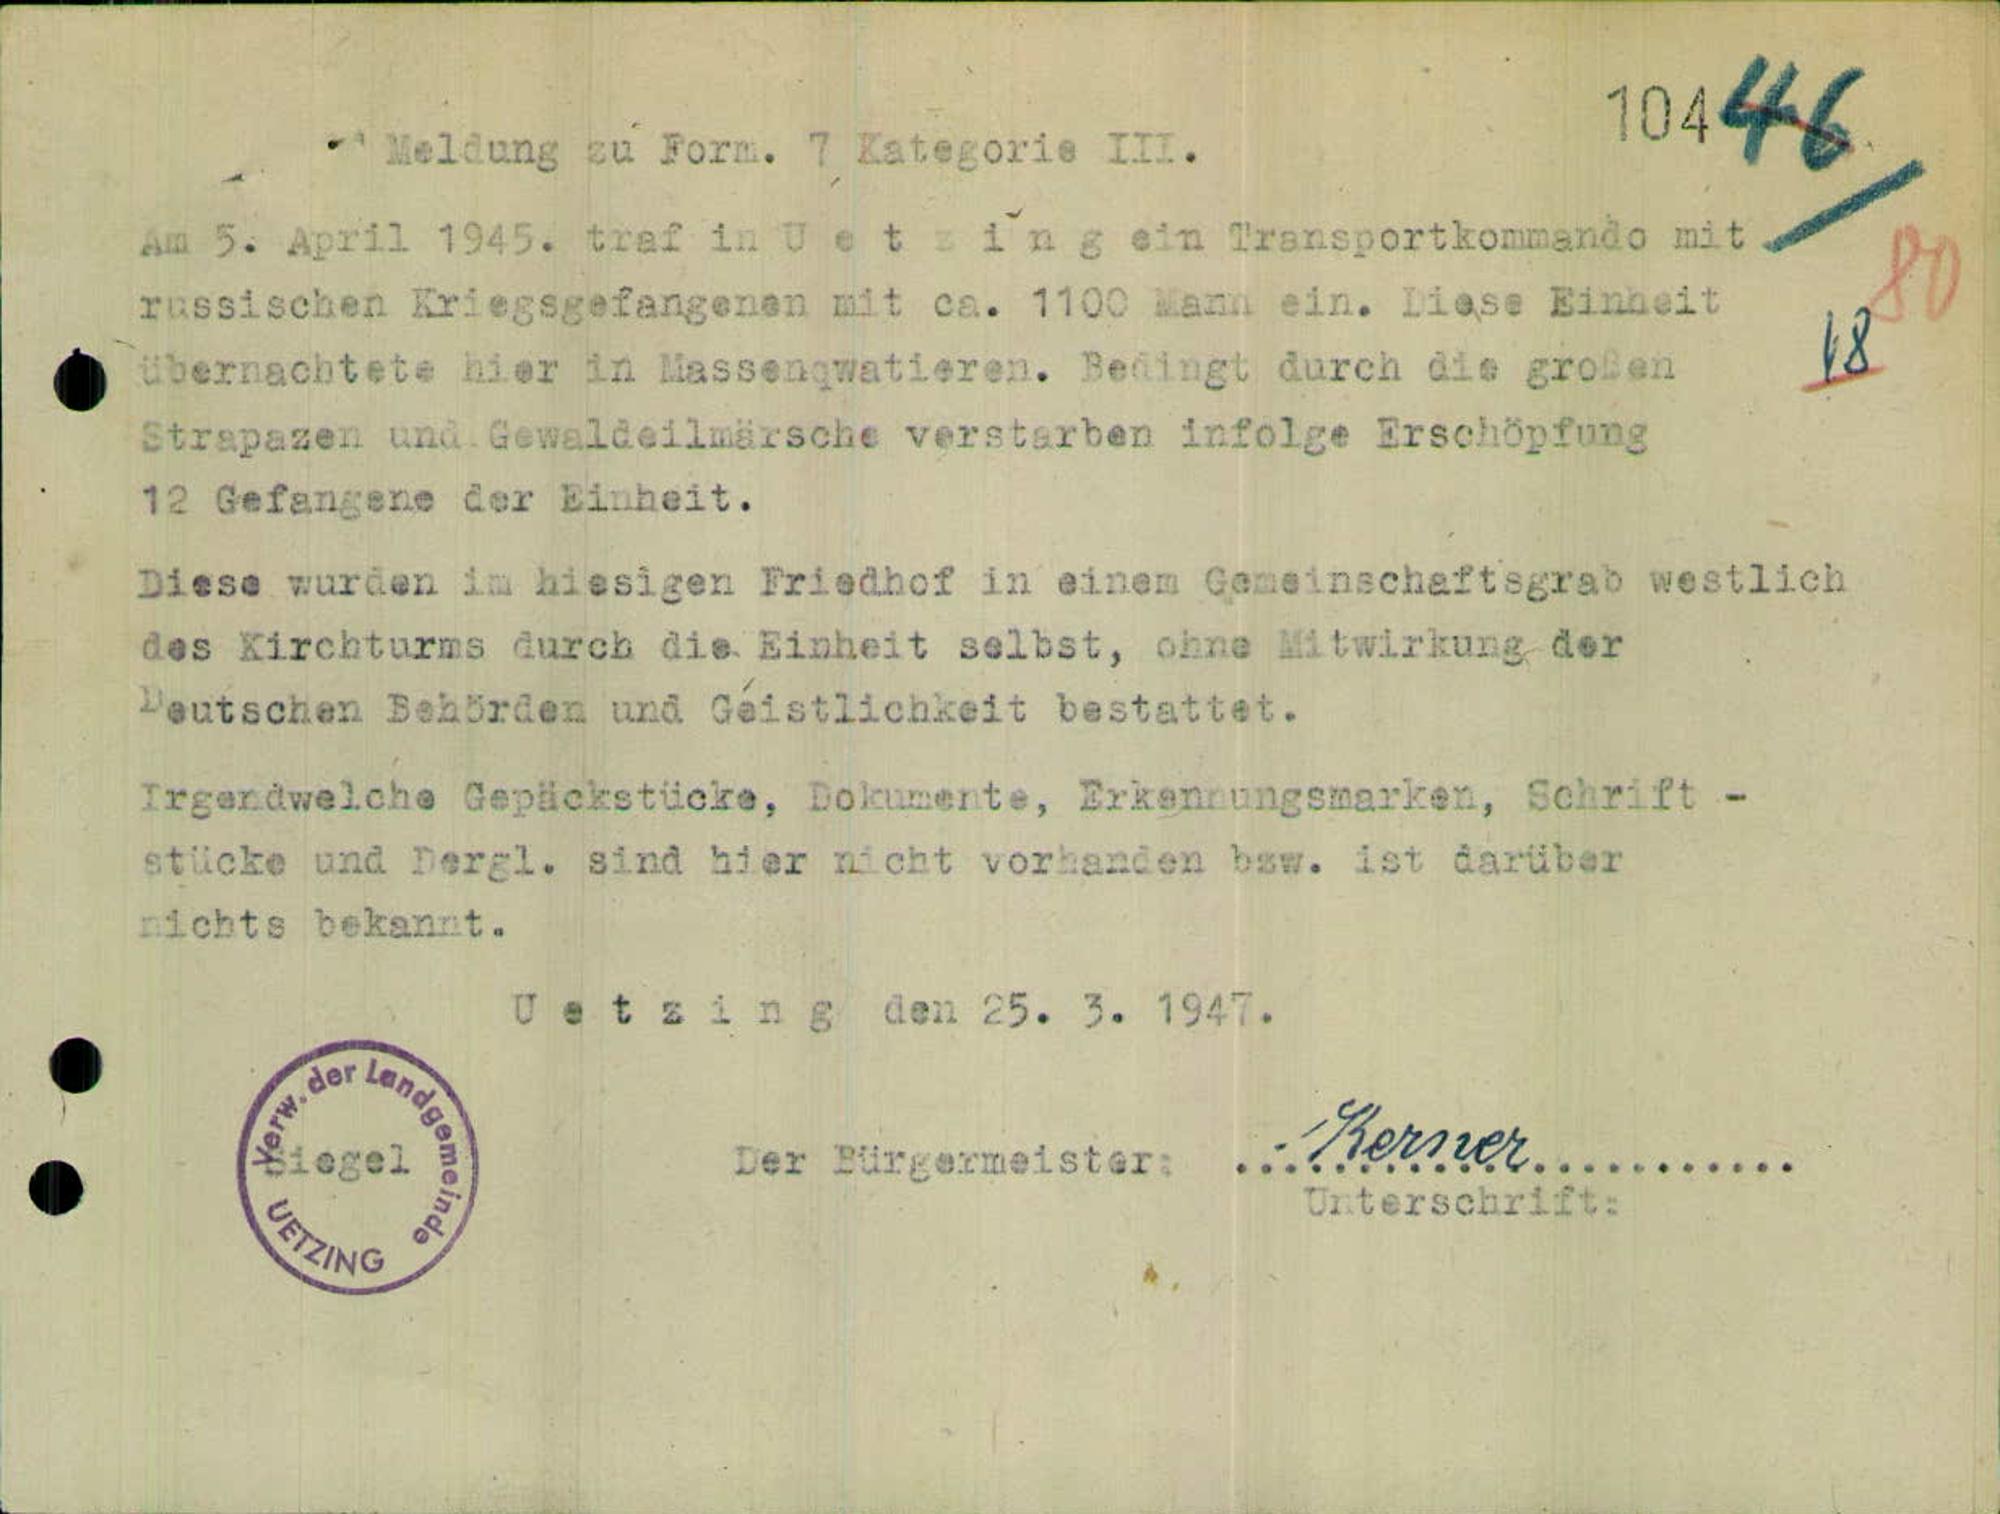 104 46
Meldung zu Form. 7 Kategorie III.
Am 5. April 1945. traf in U e t z i n g ein Transportkommando mit
80
russischen Kriegsgefangenen mit ca. 1100 Mann ein. Diese Einheit
18
übernachtete hier in Massenqwatieren. Bedingt durch die großen
Strapazen und Gewaldeilmärsche verstarben infolge Erschöpfung
12 Gefangene der Einheit.
Diese wurden im hiesigen Friedhof in einem Gemeinschaftsgrab westlich
des Kirchturms durch die Einheit selbst, ohne Mitwirkung der
Deutschen Behörden und Geistlichkeit bestattet.
Irgendwelche Gepäckstücke, Dokumente, Erkennungsmarken, Schrift -
stücke und Dergl. sind hier nicht vorhanden bzw. ist darüber
nichts bekannt.
U e t z i n g den 25. 3. 1947.
Verw. der Landgemeinde
UETZING
Siegel
Der Bürgermeister: Kerner
Unterschrift: